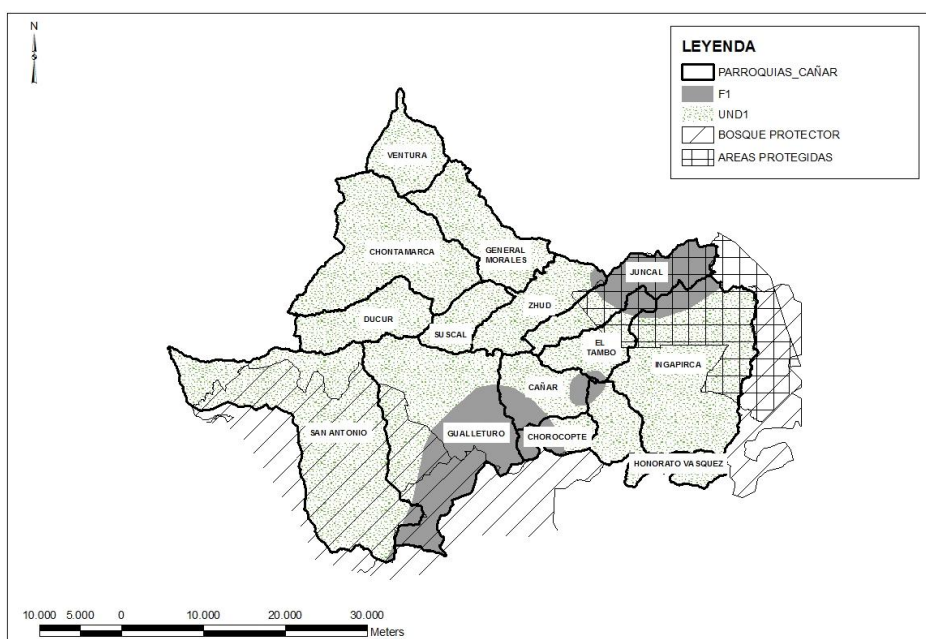 N
LEYENDA
PARROQUIAS_CAÑAR
F1
UND1
BOSQUE PROTECTOR
AREAS PROTEGIDAS
VENTURA
CHONTAMARCA
GENERAL
MORALES
JUNCAL
ZHUD
DUCUR
SUSCAL
EL
TAMBO
INGAPIRCA
CAÑAR
SAN ANTONIO
GUALLETURO
CHOROCOPTE
HONORATO VASQUEZ
10.000 5.000 0 10.000 20.000 30.000
Meters